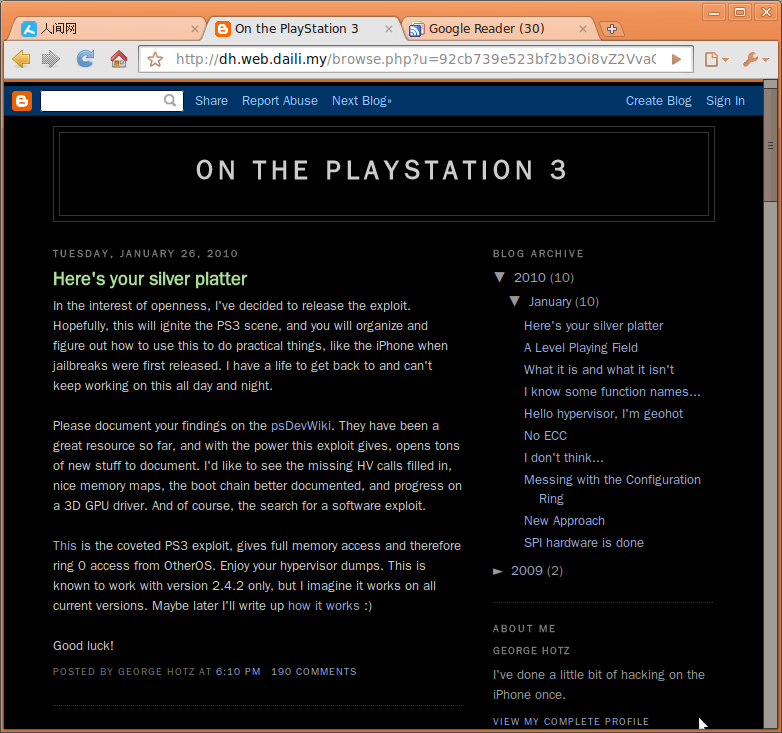 人间网
On the PlayStation 3
Google Reader (30)
http://dh.web.daili.my/browse.php?u=92cb739e523bf2b3Oi8vZ2VvaC
Share Report Abuse Next Blog»
Create Blog Sign In
ON THE PLAYSTATION 3
TUESDAY, JANUARY 26, 2010
Here's your silver platter
In the interest of openness, I've decided to release the exploit.
Hopefully, this will ignite the PS3 scene, and you will organize and
figure out how to use this to do practical things, like the iPhone when
jailbreaks were first released. I have a life to get back to and can't
keep working on this all day and night.
Please document your findings on the psDevWiki. They have been a
great resource so far, and with the power this exploit gives, opens tons
of new stuff to document. I'd like to see the missing HV calls filled in,
nice memory maps, the boot chain better documented, and progress on
a 3D GPU driver. And of course, the search for a software exploit.
This is the coveted PS3 exploit, gives full memory access and therefore
ring 0 access from OtherOS. Enjoy your hypervisor dumps. This is
known to work with version 2.4.2 only, but I imagine it works on all
current versions. Maybe later I'll write up how it works :)
Good luck!
POSTED BY GEORGE HOTZ AT 6:10 PM 190 COMMENTS
BLOG ARCHIVE
▼ 2010 (10)
▼ January (10)
Here's your silver platter
A Level Playing Field
What it is and what it isn't
I know some function names...
Hello hypervisor, I'm geohot
No ECC
I don't think...
Messing with the Configuration
Ring
New Approach
SPI hardware is done
► 2009 (2)
ABOUT ME
GEORGE HOTZ
I've done a little bit of hacking on the
iPhone once.
VIEW MY COMPLETE PROFILE